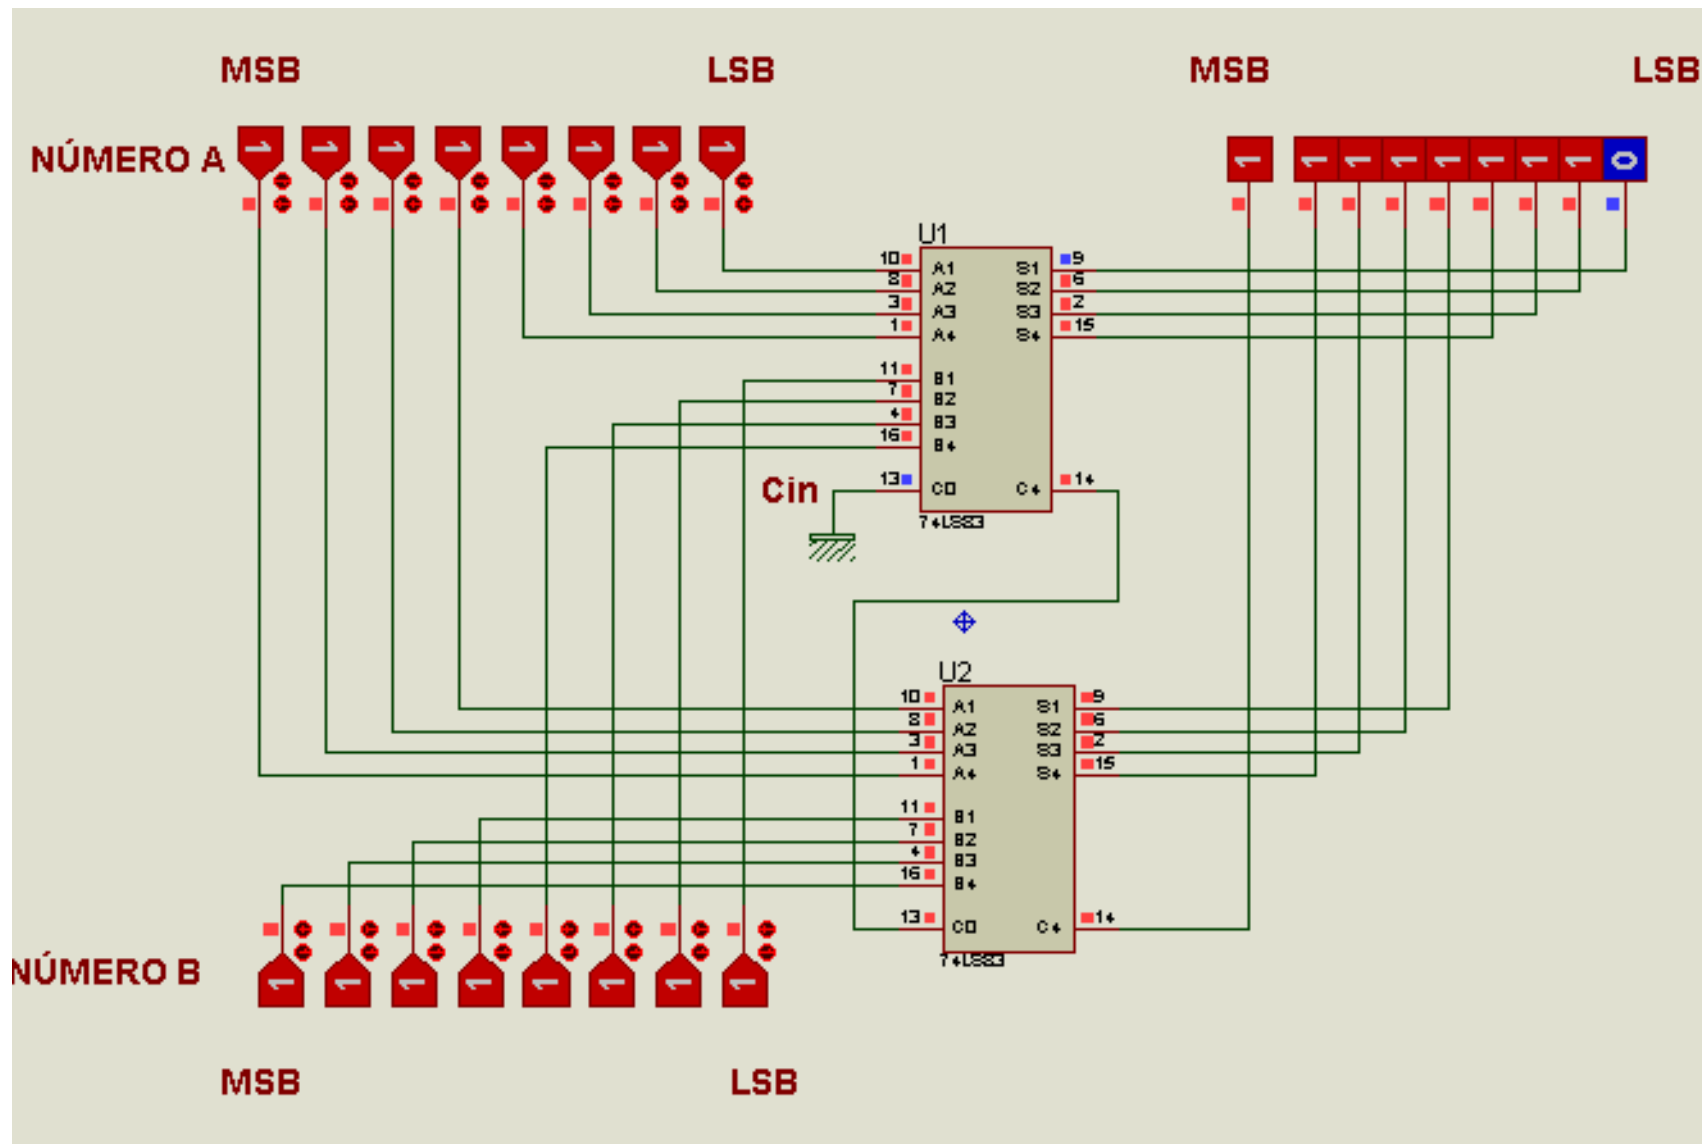 MSB LSB MSB LSB
NÚMERO A 1 1 1 1 1 1 1 1 1 1 1 1 1 1 1 1 0
U1
10 A1 S1 9
8 A2 S2 6
3 A3 S3 2
1 A4 S4 15
11 B1
7 B2
4 B3
16 B4
Cin 13 C0 C4 14
74LS83
U2
10 A1 S1 9
8 A2 S2 6
3 A3 S3 2
1 A4 S4 15
11 B1
7 B2
4 B3
16 B4
13 C0 C4 14
74LS83
NÚMERO B 1 1 1 1 1 1 1 1
MSB LSB